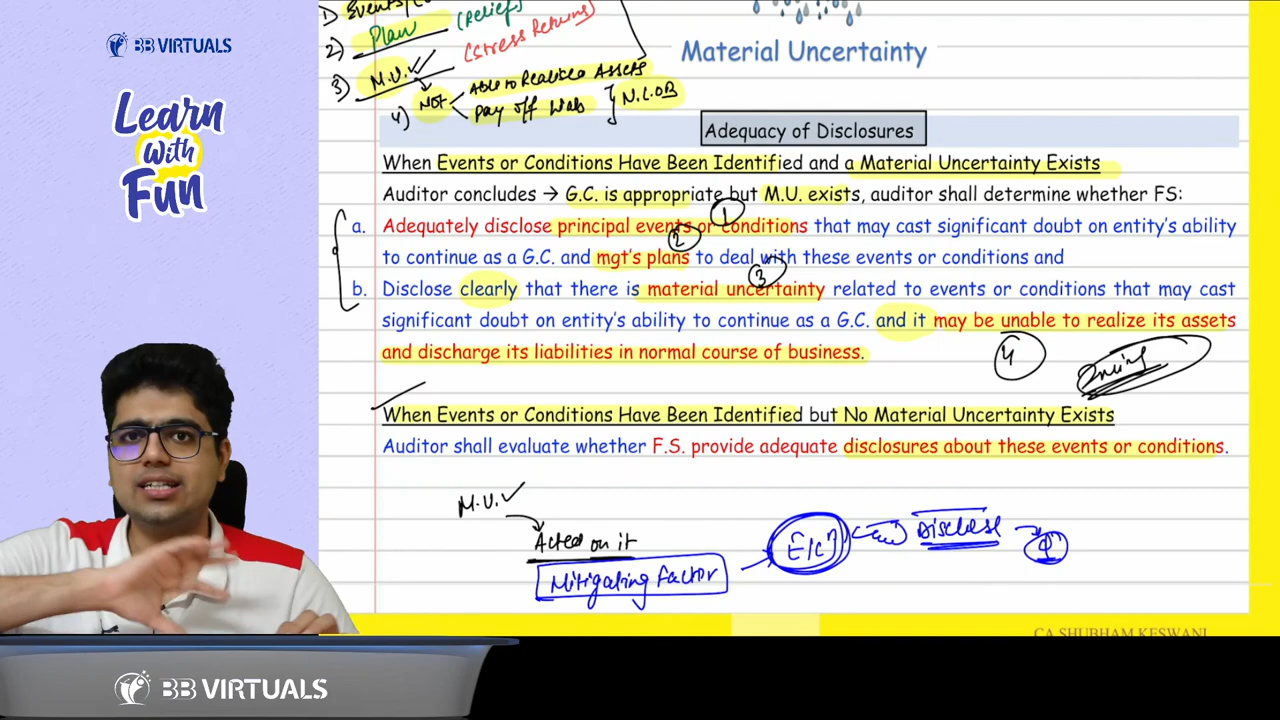 BB VIRTUALS
Learn
With
Fun
1) Events/
2) Plan (Relief)
3) M.U. (Stress Returns)
4) NOT Able to Realize Assets
Pay off Liab N.C.O.B
Material Uncertainty
Adequacy of Disclosures
When Events or Conditions Have Been Identified and a Material Uncertainty Exists
Auditor concludes → G.C. is appropriate but M.U. exists, auditor shall determine whether FS:
1
a. Adequately disclose principal events or conditions that may cast significant doubt on entity's ability
2
to continue as a G.C. and mgt's plans to deal with these events or conditions and
3
b. Disclose clearly that there is material uncertainty related to events or conditions that may cast
significant doubt on entity's ability to continue as a G.C. and it may be unable to realize its assets
and discharge its liabilities in normal course of business.
4
When Events or Conditions Have Been Identified but No Material Uncertainty Exists
Auditor shall evaluate whether F.S. provide adequate disclosures about these events or conditions.
M.U.
Acted on it
Mitigating Factor
E/C?
Disclose
CA SHUBHAM KESWANI
BB VIRTUALS